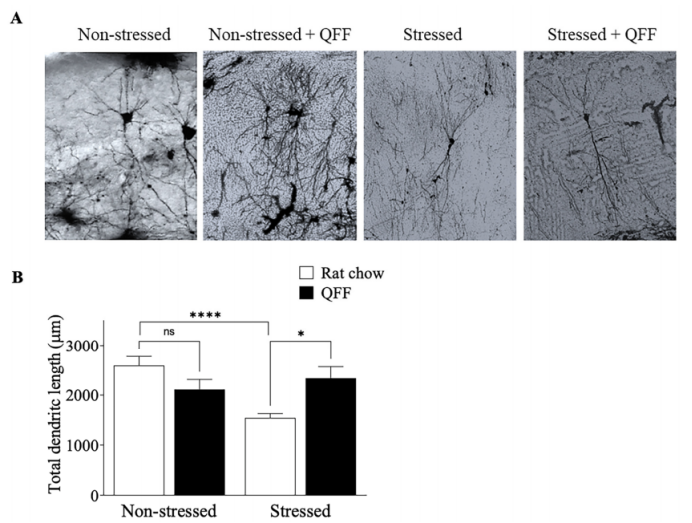 A
Non-stressed Non-stressed + QFF Stressed Stressed + QFF
B
Rat chow
QFF
****
ns
*
Total dendritc length (µm)
3000
2000
1000
0
Non-stressed Stressed